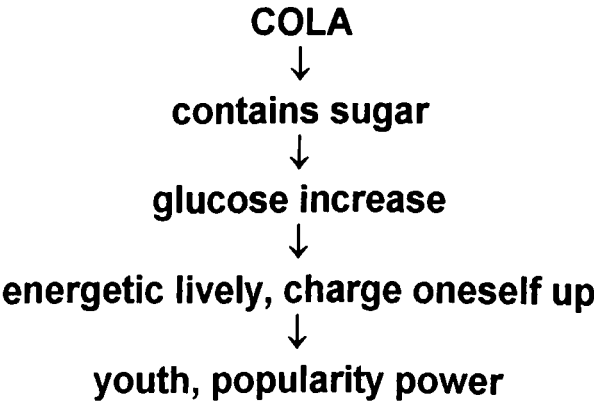 COLA
↓
contains sugar
↓
glucose increase
↓
energetic lively, charge oneself up
↓
youth, popularity power